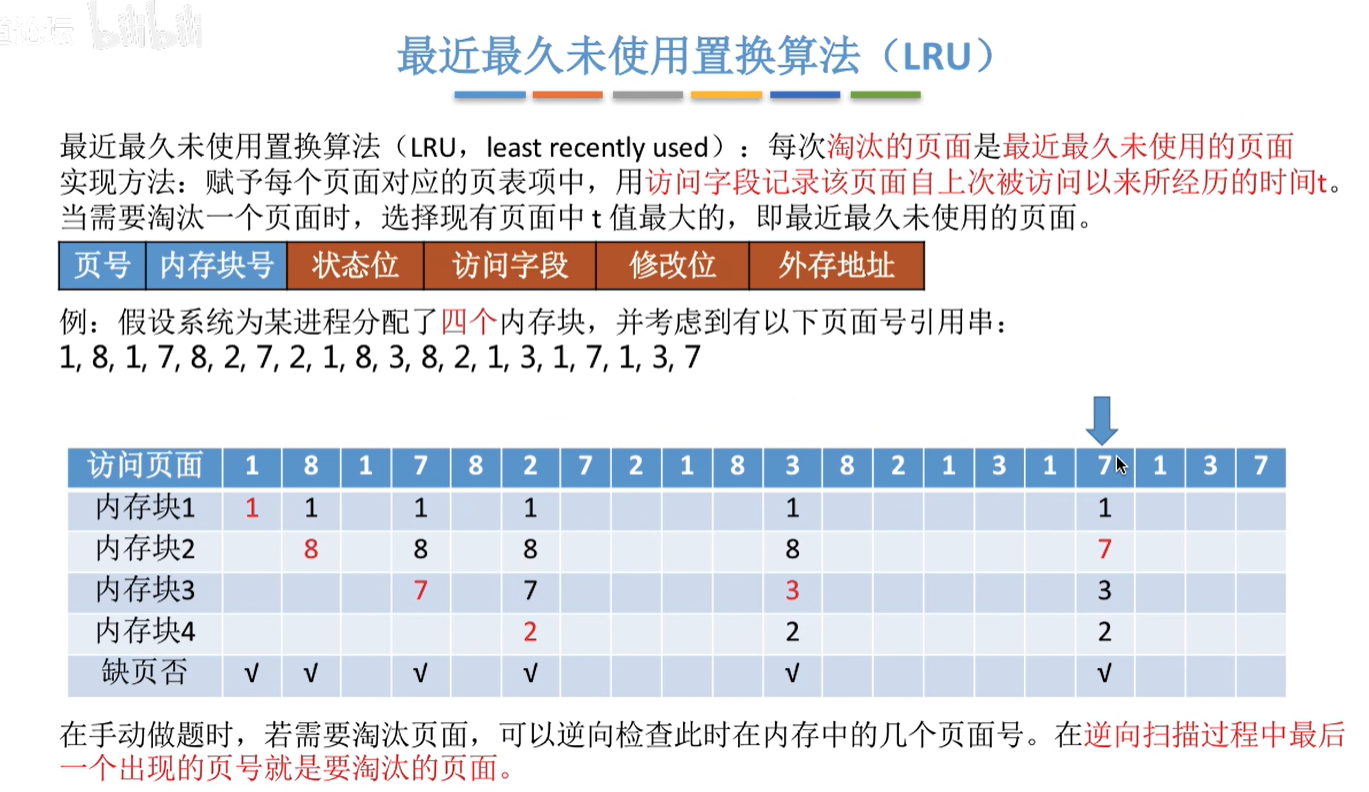 bilibili
最近最久未使用置换算法（LRU）
最近最久未使用置换算法（LRU，least recently used）：每次淘汰的页面是最近最久未使用的页面
实现方法：赋予每个页面对应的页表项中，用访问字段记录该页面自上次被访问以来所经历的时间t。
当需要淘汰一个页面时，选择现有页面中 t 值最大的，即最近最久未使用的页面。
页号 内存块号 状态位 访问字段 修改位 外存地址
例：假设系统为某进程分配了四个内存块，并考虑到有以下页面号引用串：
1, 8, 1, 7, 8, 2, 7, 2, 1, 8, 3, 8, 2, 1, 3, 1, 7, 1, 3, 7
访问页面 1 8 1 7 8 2 7 2 1 8 3 8 2 1 3 1 7 1 3 7
内存块1 1 1 1 1 1 1
内存块2 8 8 8 8 7
内存块3 7 7 3 3
内存块4 2 2 2
缺页否 √ √ √ √ √ √
在手动做题时，若需要淘汰页面，可以逆向检查此时在内存中的几个页面号。在逆向扫描过程中最后
一个出现的页号就是要淘汰的页面。